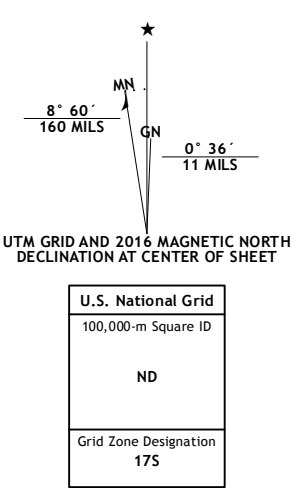 MN
8° 60´
160 MILS
GN
0° 36´
11 MILS
UTM GRID AND 2016 MAGNETIC NORTH
DECLINATION AT CENTER OF SHEET
U.S. National Grid
100,000-m Square ID
ND
Grid Zone Designation
17S